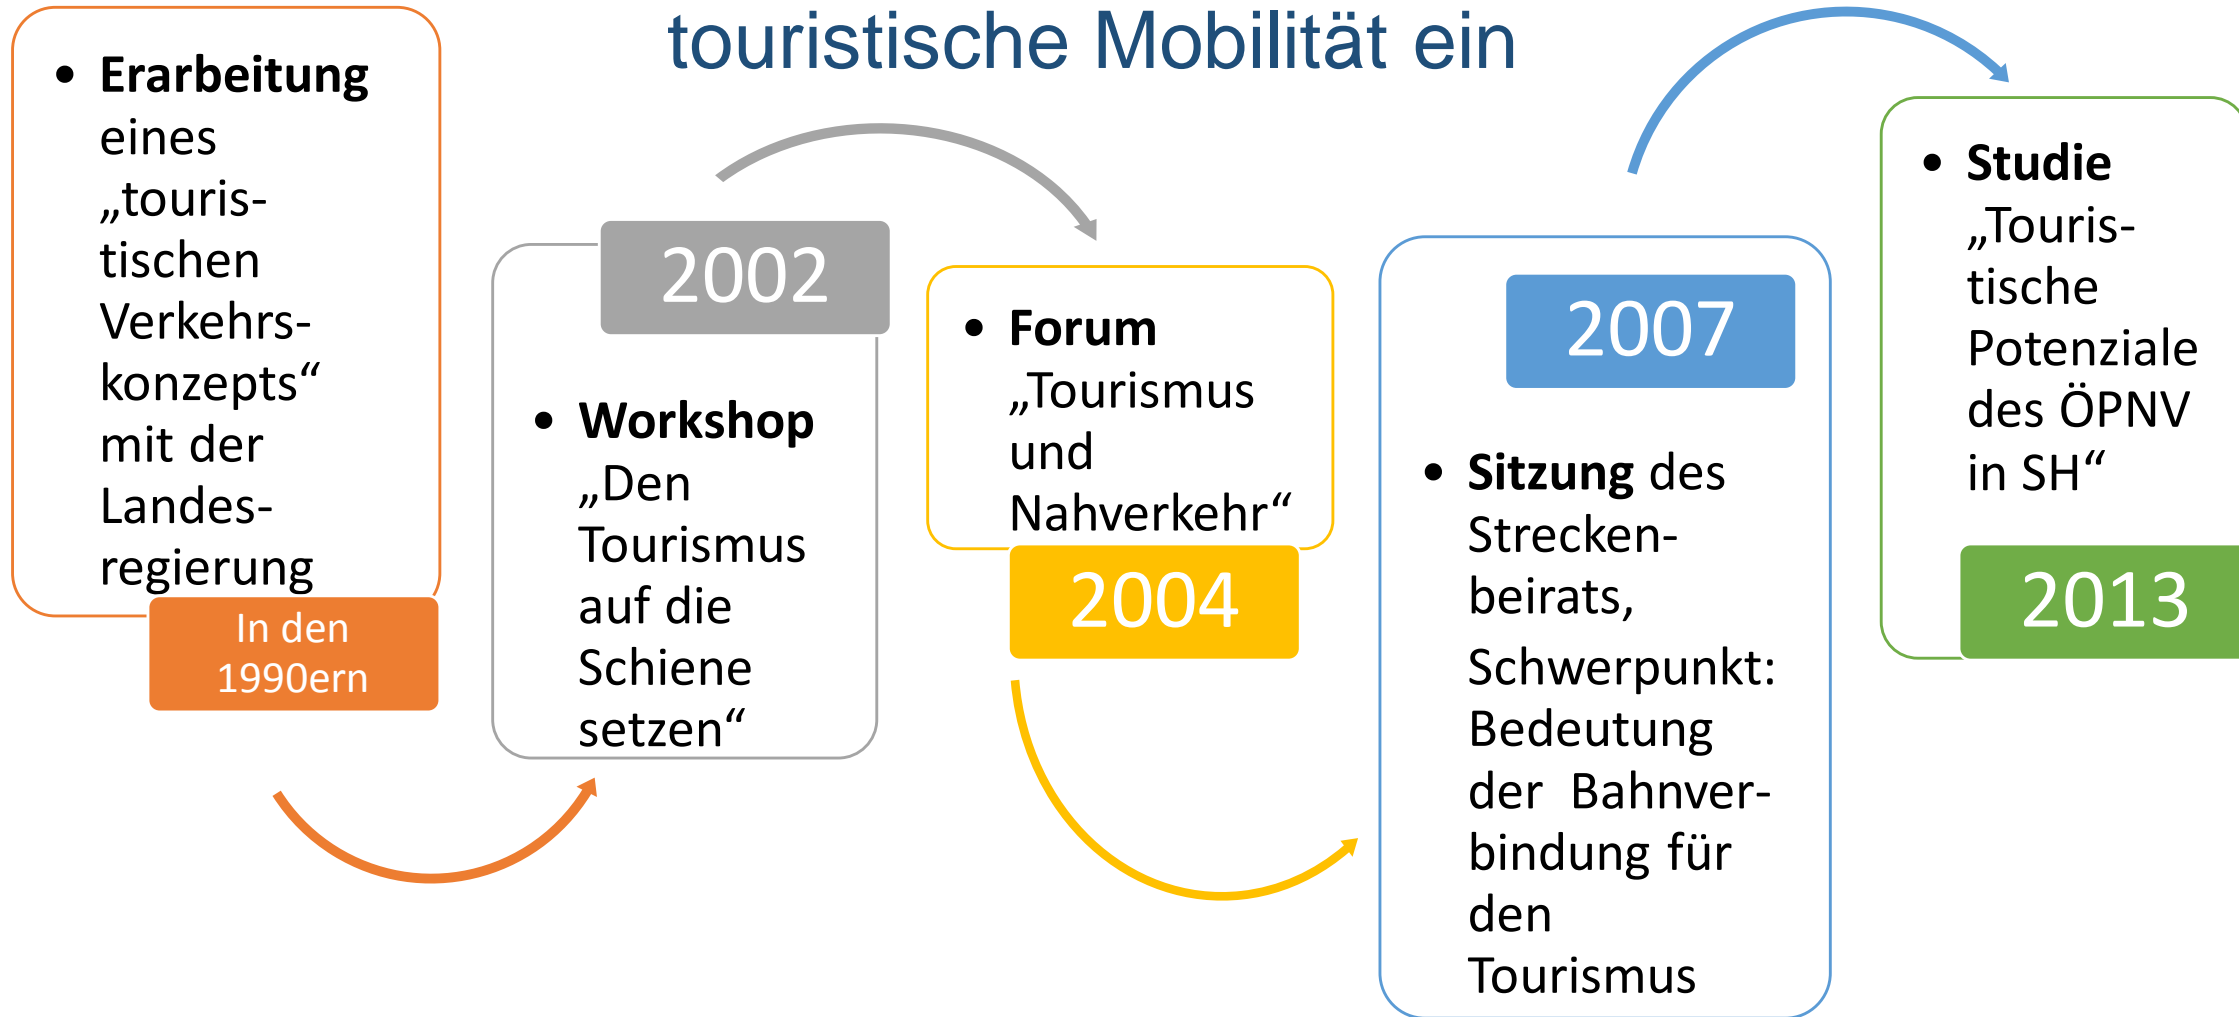 touristische Mobilität ein
• Erarbeitung
eines
„touris-
tischen
Verkehrs-
konzepts“
mit der
Landes-
regierung
In den
1990ern
2002
• Workshop
„Den
Tourismus
auf die
Schiene
setzen“
• Forum
„Tourismus
und
Nahverkehr“
2004
2007
• Sitzung des
Strecken-
beirats,
Schwerpunkt:
Bedeutung
der  Bahnver-
bindung für
den
Tourismus
• Studie
„Touris-
tische
Potenziale
des ÖPNV
in SH“
2013